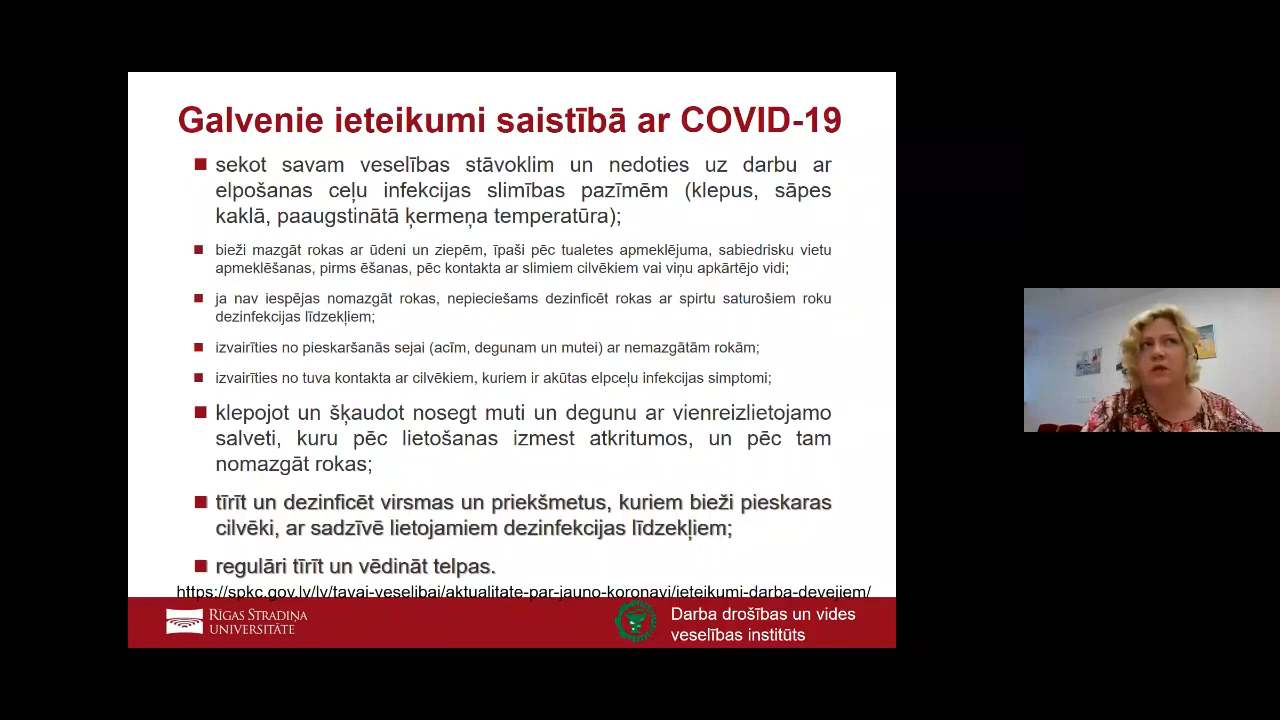 Galvenie ieteikumi saistībā ar COVID-19
sekot savam veselības stāvoklim un nedoties uz darbu ar
elpošanas ceļu infekcijas slimības pazīmēm (klepus, sāpes
kaklā, paaugstinātā ķermeņa temperatūra);
bieži mazgāt rokas ar ūdeni un ziepēm, īpaši pēc tualetes apmeklējuma, sabiedrisku vietu
apmeklēšanas, pirms ēšanas, pēc kontakta ar slimiem cilvēkiem vai viņu apkārtējo vidi;
ja nav iespējas nomazgāt rokas, nepieciešams dezinficēt rokas ar spirtu saturošiem roku
dezinfekcijas līdzekļiem;
izvairīties no pieskaršanās sejai (acīm, degunam un mutei) ar nemazgātām rokām;
izvairīties no tuva kontakta ar cilvēkiem, kuriem ir akūtas elpceļu infekcijas simptomi;
klepojot un šķaudot nosegt muti un degunu ar vienreizlietojamo
salveti, kuru pēc lietošanas izmest atkritumos, un pēc tam
nomazgāt rokas;
tīrīt un dezinficēt virsmas un priekšmetus, kuriem bieži pieskaras
cilvēki, ar sadzīvē lietojamiem dezinfekcijas līdzekļiem;
regulāri tīrīt un vēdināt telpas.
https://spkc.gov.lv/lv/tavai-veselibai/aktualitate-par-jauno-koronavi/ieteikumi-darba-devejiem/
RĪGAS STRADIŅA
UNIVERSITĀTE
Darba drošības un vides
veselības institūts